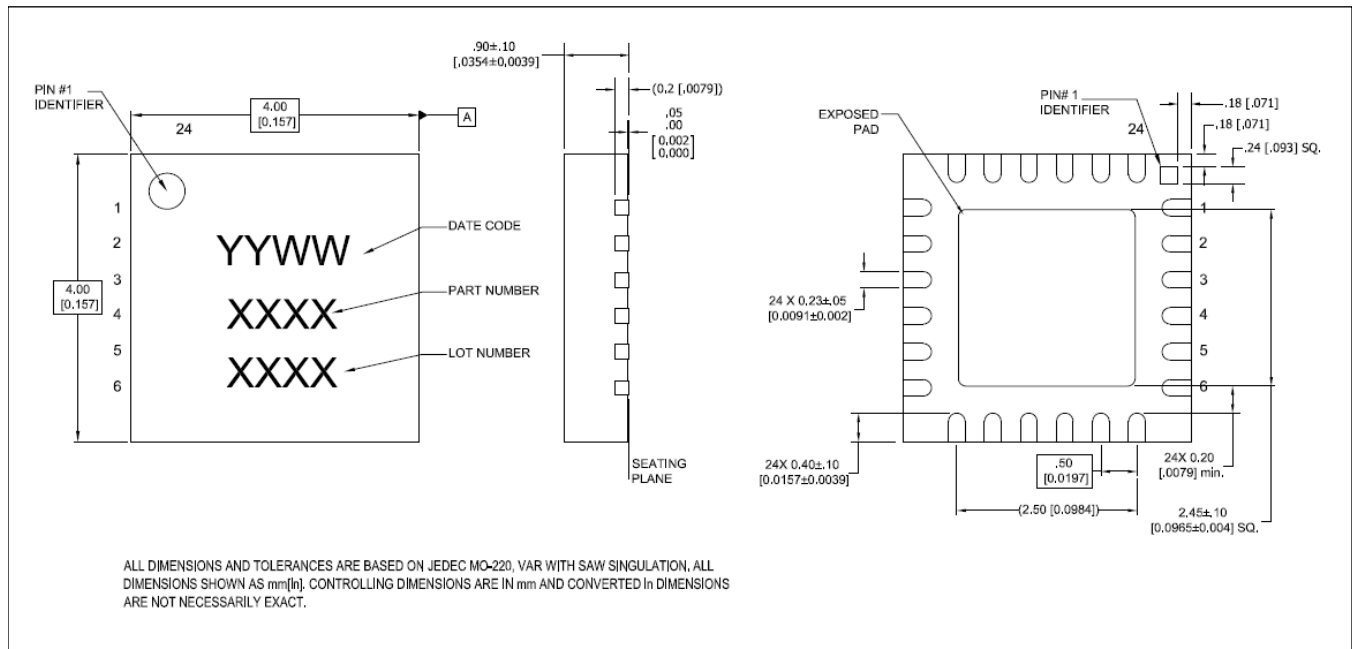 PIN #1
IDENTIFIER
24
4.00
[0.157]
A
1
2
3
4
5
6
4.00
[0.157]
YYWW
XXXX
XXXX
DATE CODE
PART NUMBER
LOT NUMBER
.90±.10
[.0354±0.0039]
(0.2 [.0079])
.05
.00
[0.002
0.000]
SEATING
PLANE
EXPOSED
PAD
PIN# 1
IDENTIFIER
24
.18 [.071]
.18 [.071]
.24 [.093] SQ.
1
2
3
4
5
6
24 X 0.23±.05
[0.0091±0.002]
24X 0.40±.10
[0.0157±0.0039]
.50
[0.0197]
(2.50 [0.0984])
24X 0.20
[.0079] min.
2.45±.10
[0.0965±0.004] SQ.
ALL DIMENSIONS AND TOLERANCES ARE BASED ON JEDEC MO-220, VAR WITH SAW SINGULATION, ALL
DIMENSIONS SHOWN AS mm[in]. CONTROLLING DIMENSIONS ARE IN mm AND CONVERTED In DIMENSIONS
ARE NOT NECESSARILY EXACT.